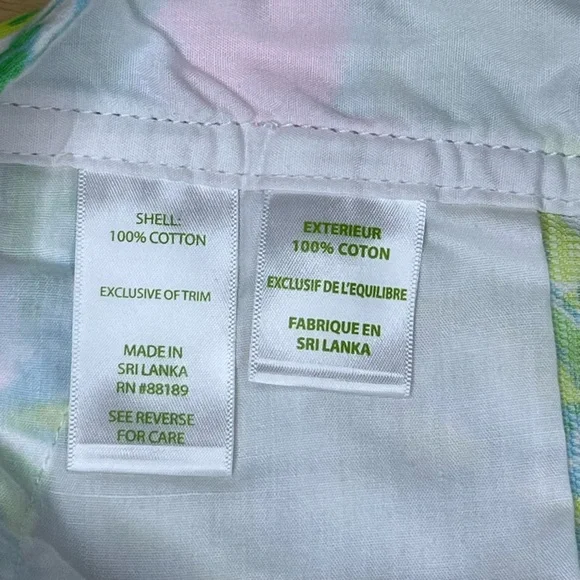 SHELL:
100% COTTON
EXCLUSIVE OF TRIM
MADE IN
SRI LANKA
RN #88189
SEE REVERSE
FOR CARE
EXTERIEUR
100% COTON
EXCLUSIF DE L'EQUILIBRE
FABRIQUE EN
SRI LANKA